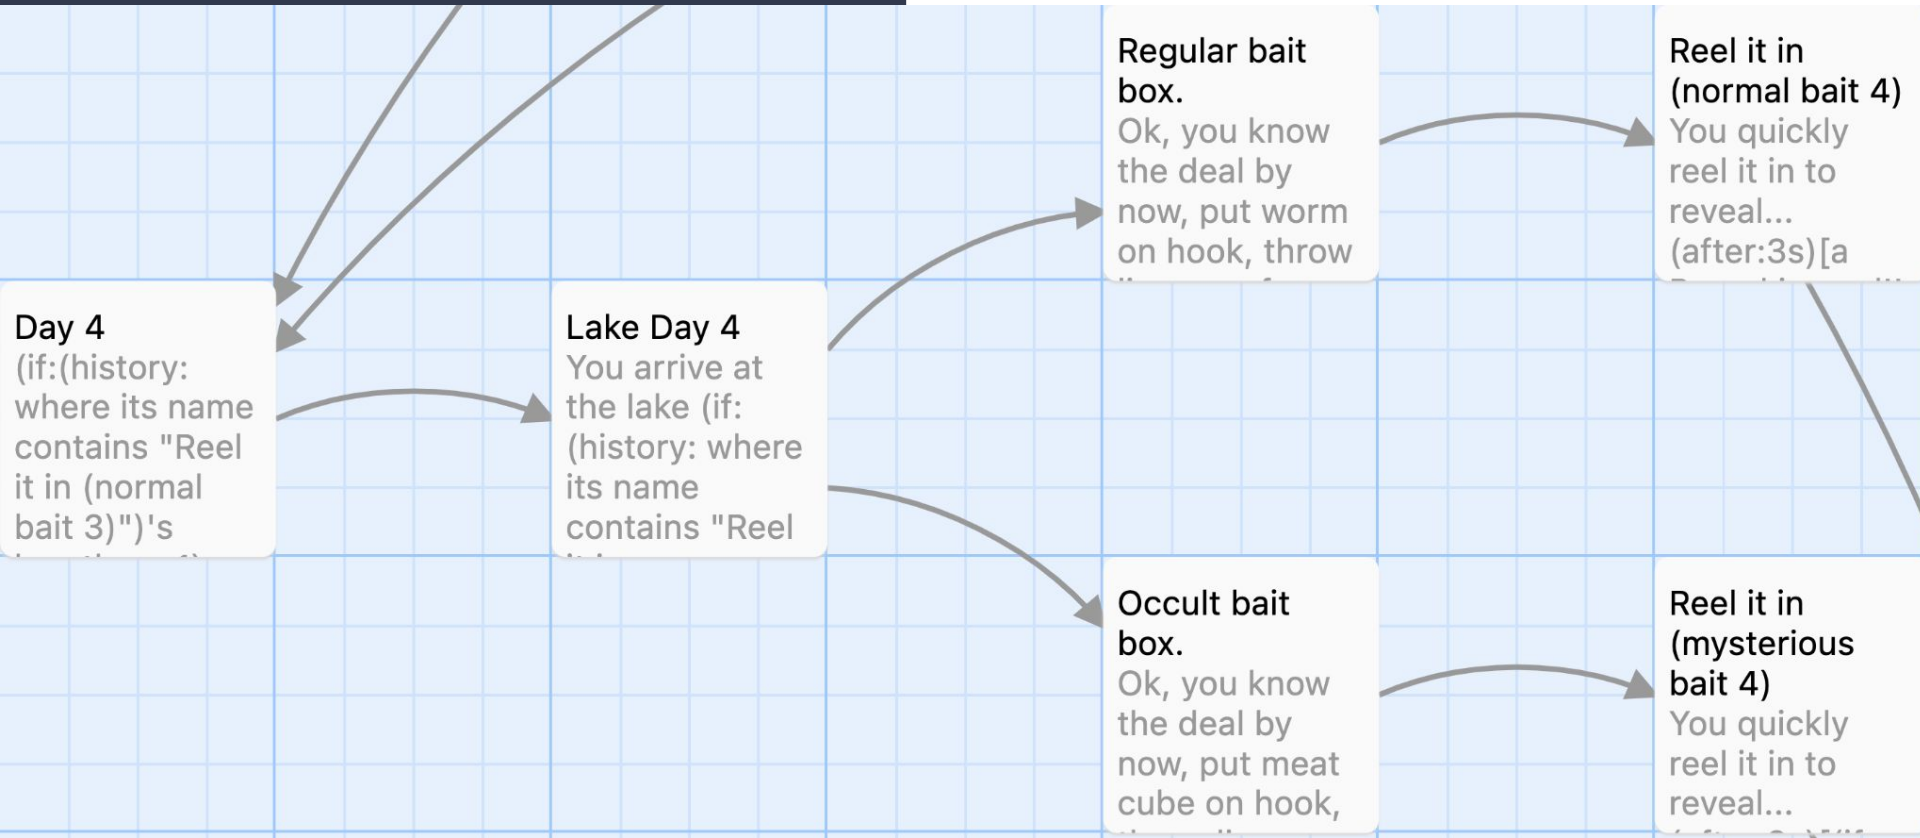 Regular bait
box.
Ok, you know
the deal by
now, put worm
on hook, throw
Reel it in
(normal bait 4)
You quickly
reel it in to
reveal...
(after:3s)[a
Day 4
(if:(history:
where its name
contains "Reel
it in (normal
bait 3)")'s
Lake Day 4
You arrive at
the lake (if:
(history: where
its name
contains "Reel
Occult bait
box.
Ok, you know
the deal by
now, put meat
cube on hook,
Reel it in
(mysterious
bait 4)
You quickly
reel it in to
reveal...